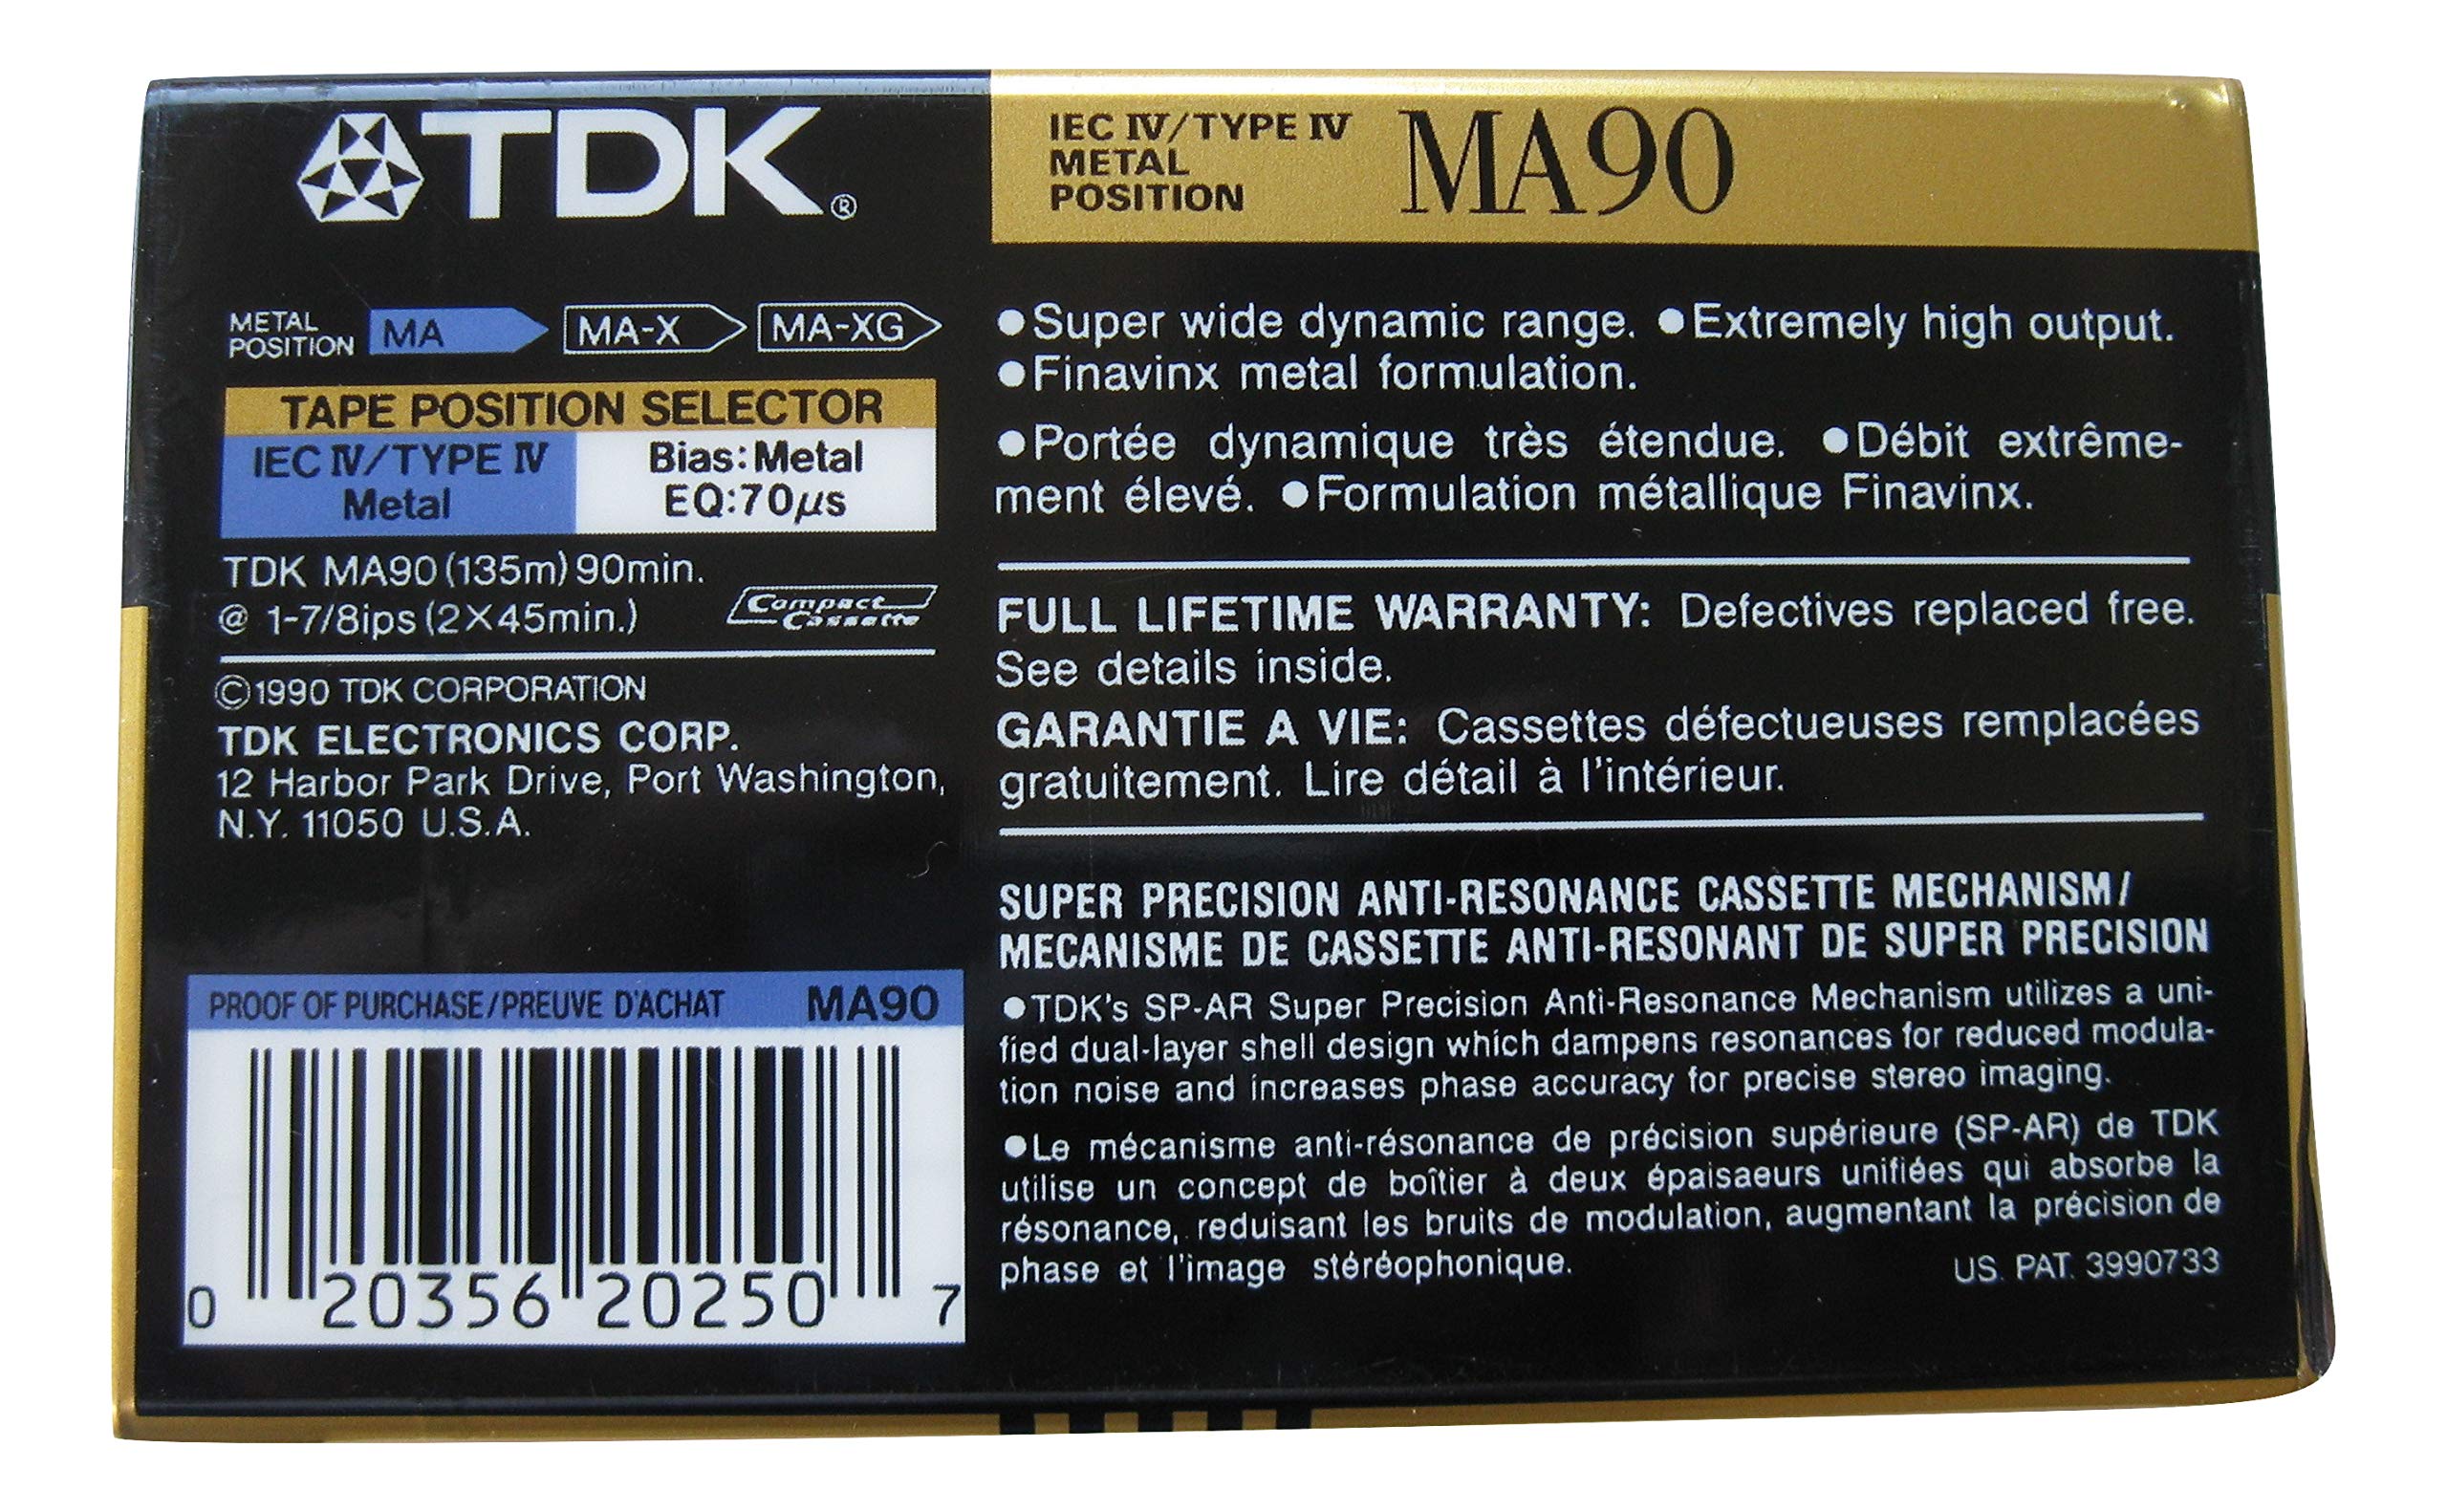 TDK®
IEC IV/TYPE IV
METAL
POSITION
MA90
METAL
POSITION
MA
MA-X
MA-XG
TAPE POSITION SELECTOR
IEC IV/TYPE IV
Metal
Bias: Metal
EQ:70μs
TDK MA90 (135m) 90min.
@ 1-7/8ips (2X45min.)
Compact
Cassette
©1990 TDK CORPORATION
TDK ELECTRONICS CORP.
12 Harbor Park Drive, Port Washington,
N.Y. 11050 U.S.A.
PROOF OF PURCHASE/PREUVE D'ACHAT MA90
0 20356 20250 7
●Super wide dynamic range. ●Extremely high output.
●Finavinx metal formulation.
●Portée dynamique très étendue. ●Débit extrême-
ment élevé. ●Formulation métallique Finavinx.
FULL LIFETIME WARRANTY: Defectives replaced free.
See details inside.
GARANTIE A VIE: Cassettes défectueuses remplacées
gratuitement. Lire détail à l'intérieur.
SUPER PRECISION ANTI-RESONANCE CASSETTE MECHANISM/
MECANISME DE CASSETTE ANTI-RESONANT DE SUPER PRECISION
●TDK's SP-AR Super Precision Anti-Resonance Mechanism utilizes a uni-
fied dual-layer shell design which dampens resonances for reduced modula-
tion noise and increases phase accuracy for precise stereo imaging.
●Le mécanisme anti-résonance de précision supérieure (SP-AR) de TDK
utilise un concept de boîtier à deux épaisaeurs unifiées qui absorbe la
résonance, reduisant les bruits de modulation, augmentant la précision de
phase et l'image stéréophonique.
US. PAT. 3990733